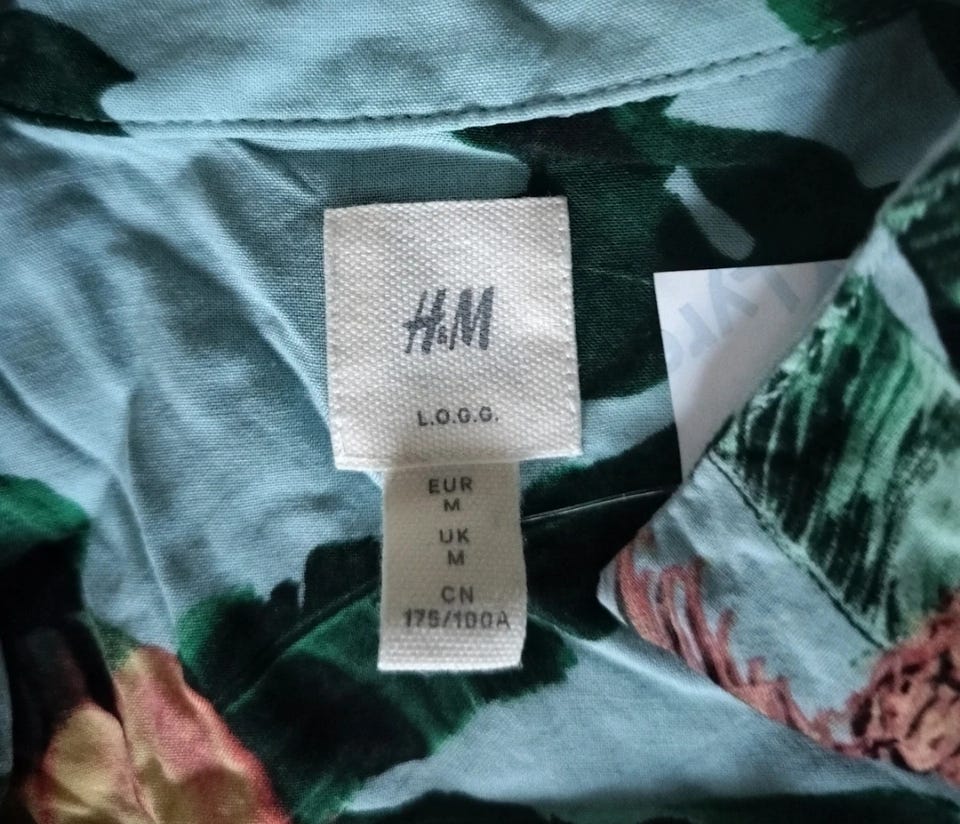 H&M
L.O.G.G.
EUR
M
UK
M
CN
175/100A